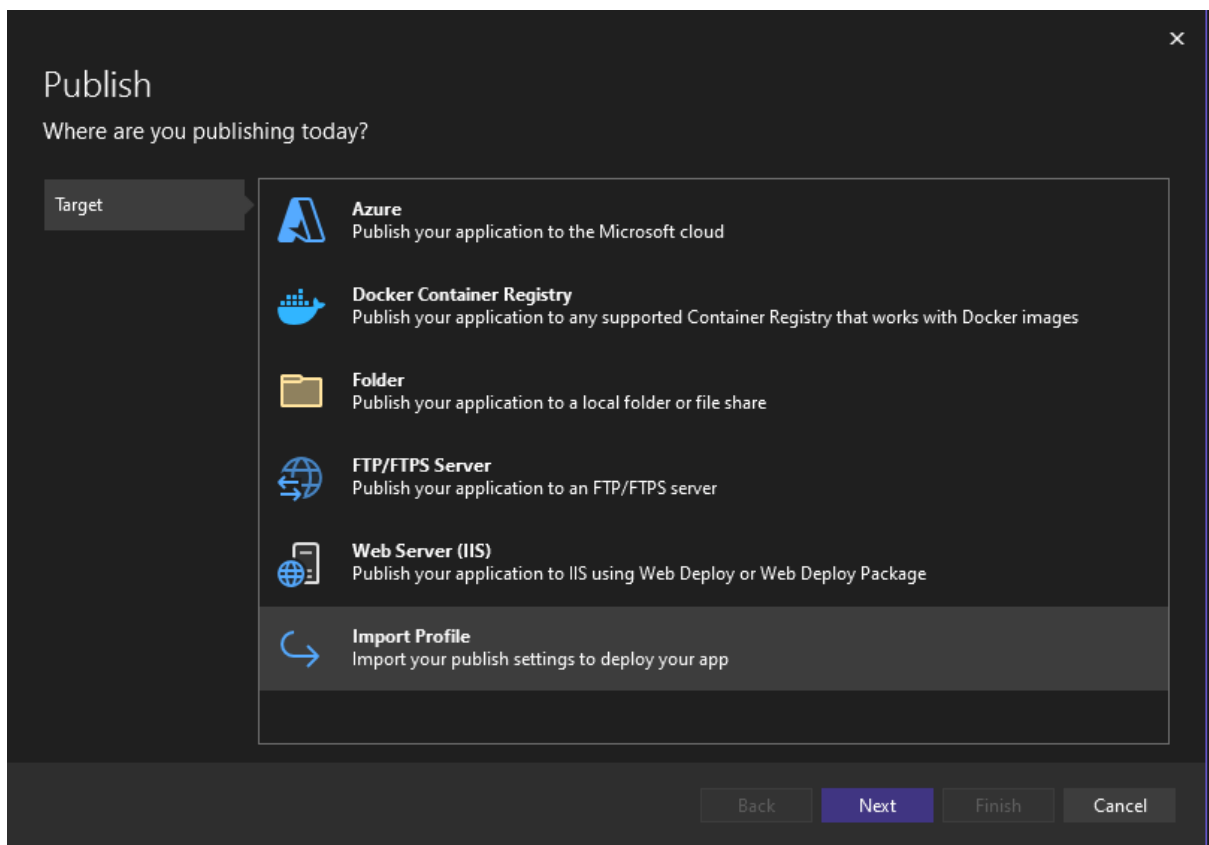 Publish
Where are you publishing today?
Target
Azure
Publish your application to the Microsoft cloud
Docker Container Registry
Publish your application to any supported Container Registry that works with Docker images
Folder
Publish your application to a local folder or file share
FTP/FTPS Server
Publish your application to an FTP/FTPS server
Web Server (IIS)
Publish your application to IIS using Web Deploy or Web Deploy Package
Import Profile
Import your publish settings to deploy your app
Back
Next
Finish
Cancel